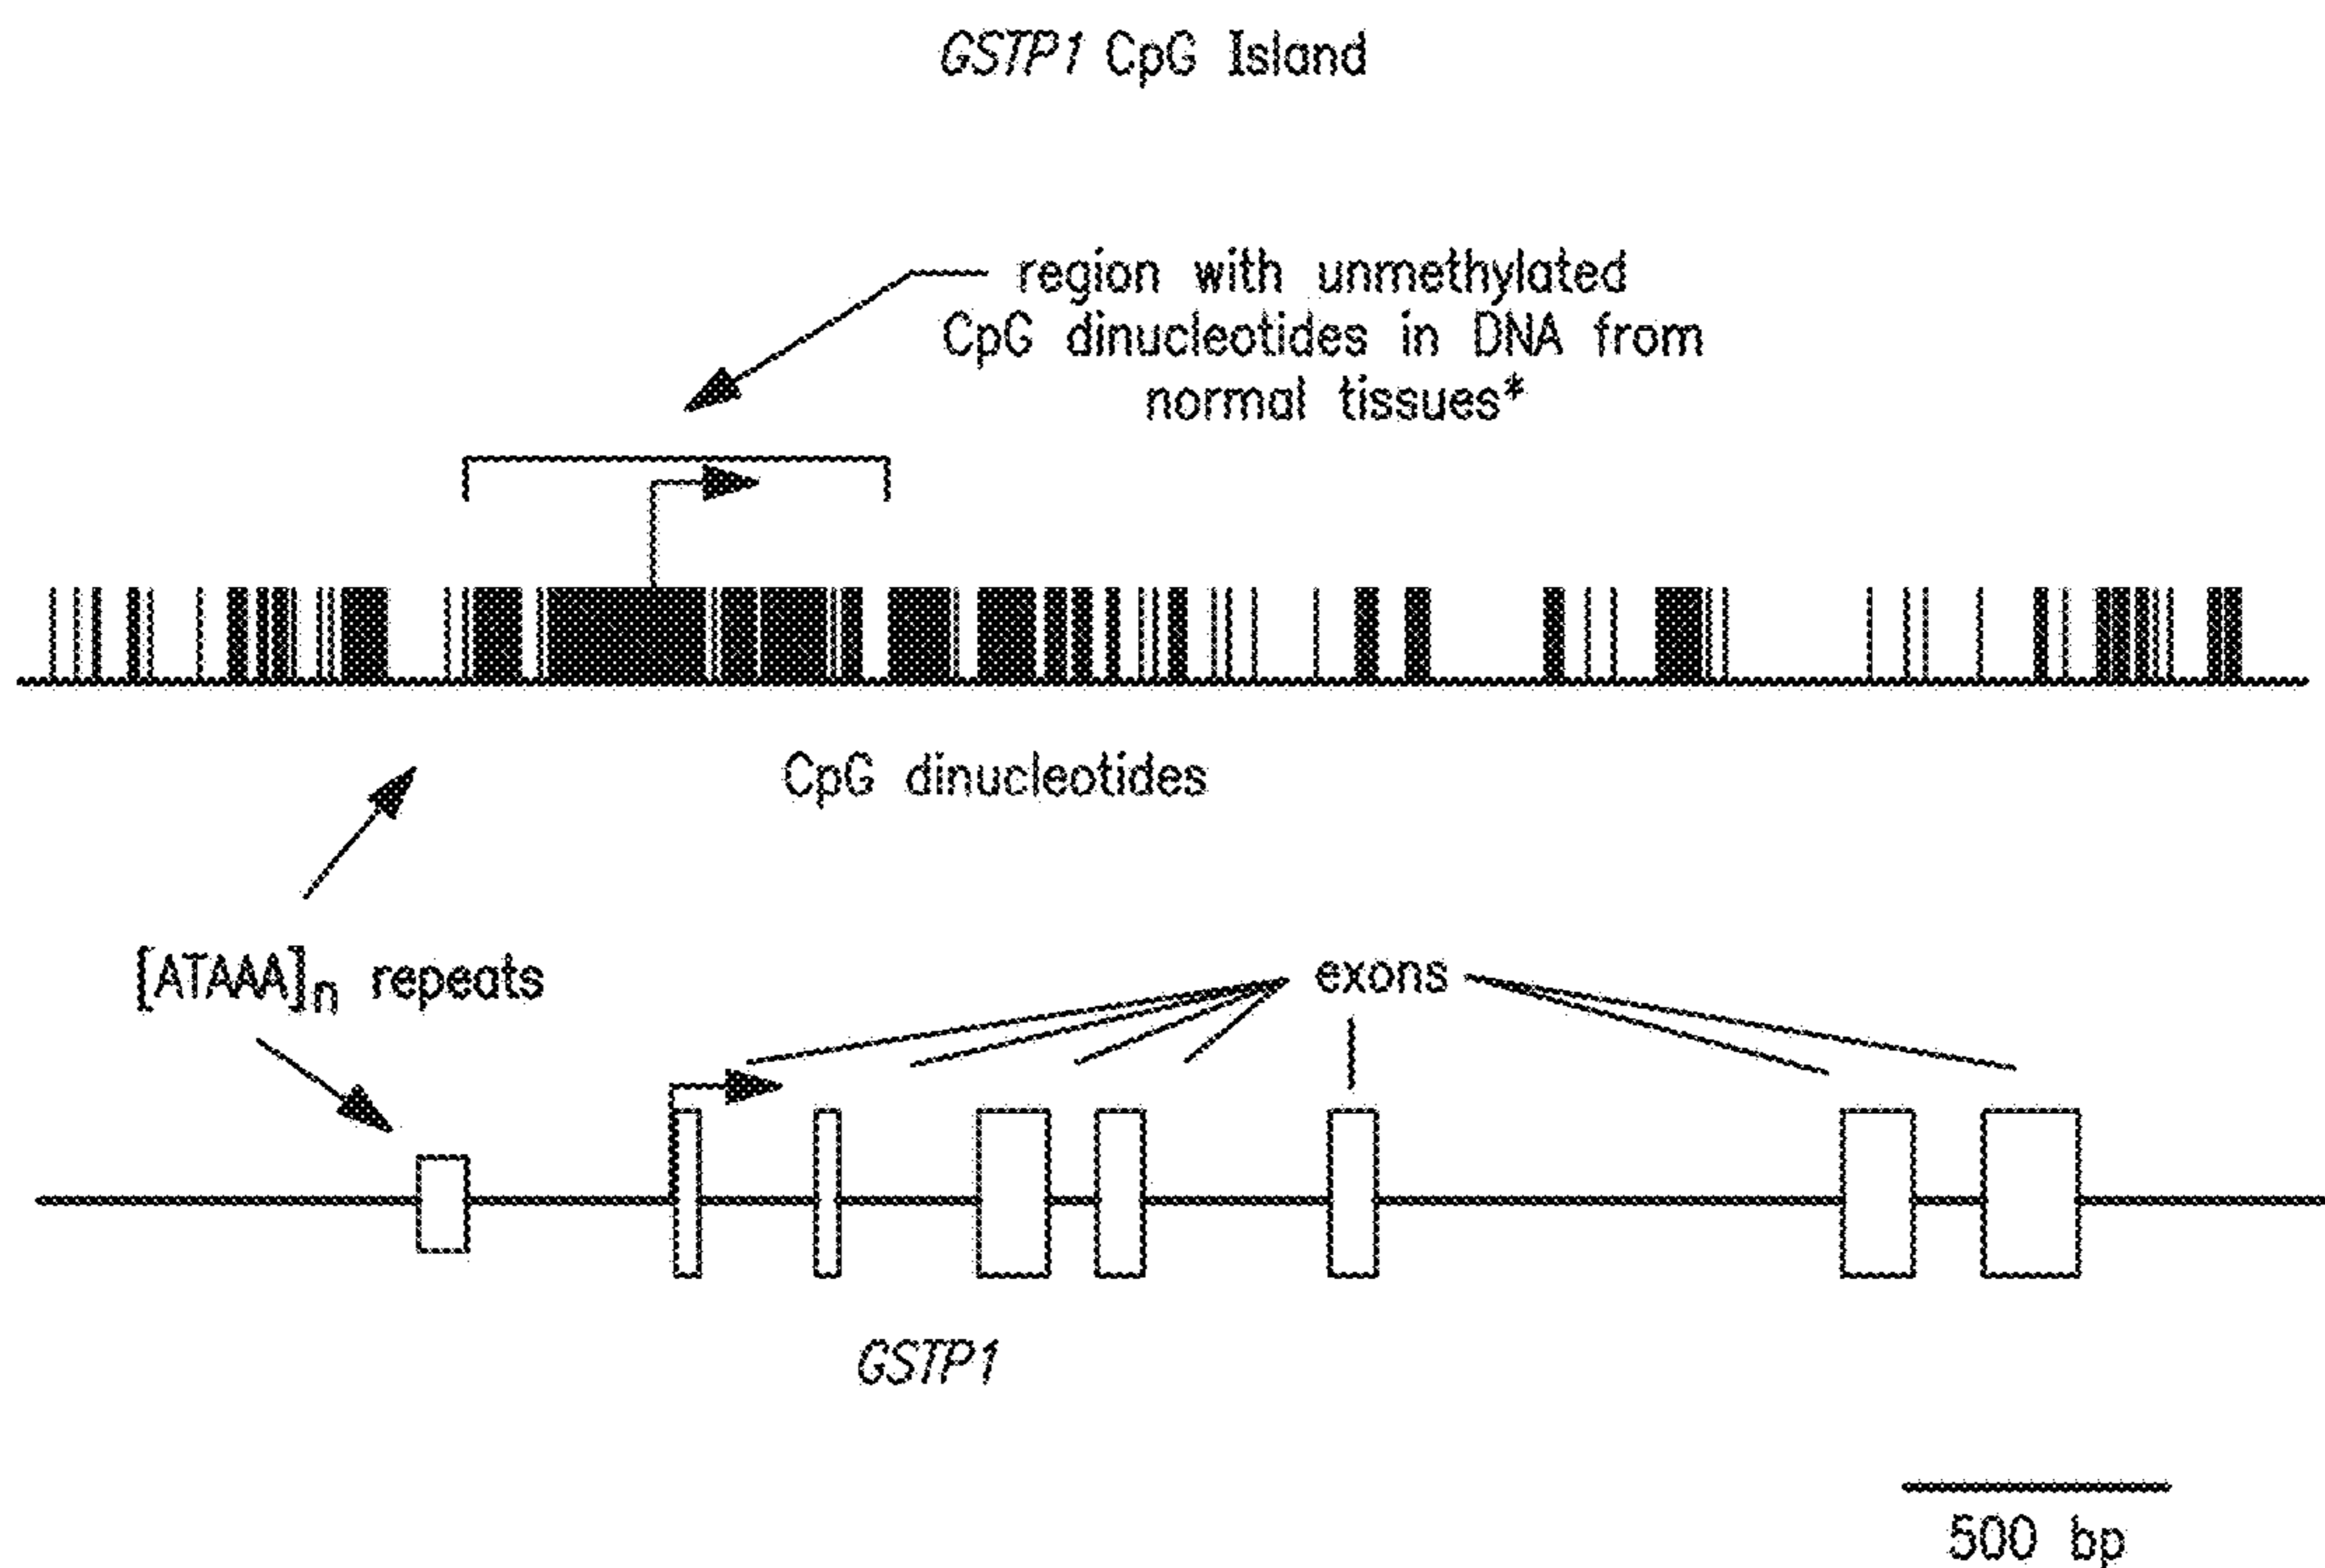 GSTP1 CpG Island
region with unmethylated
CpG dinucleotides in DNA from
normal tissues*
CpG dinucleotides
[ATAAA]n repeats
exons
GSTP1
500 bp